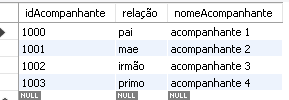 idAcompanhante relação nomeAcompanhante
1000 pai acompanhante 1
1001 mae acompanhante 2
1002 irmão acompanhante 3
1003 primo acompanhante 4
NULL NULL NULL